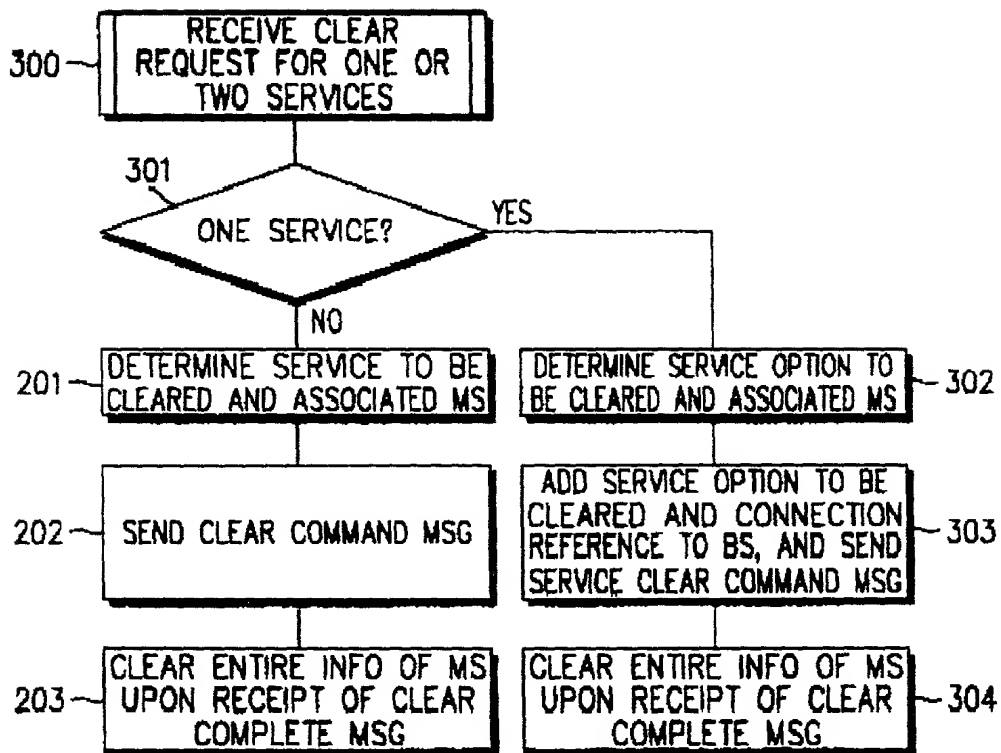 300
RECEIVE CLEAR
REQUEST FOR ONE OR
TWO SERVICES
301
ONE SERVICE?
YES
NO
201
DETERMINE SERVICE TO BE
CLEARED AND ASSOCIATED MS
DETERMINE SERVICE OPTION TO
BE CLEARED AND ASSOCIATED MS
302
202
SEND CLEAR COMMAND MSG
ADD SERVICE OPTION TO BE
CLEARED AND CONNECTION
REFERENCE TO BS, AND SEND
SERVICE CLEAR COMMAND MSG
303
203
CLEAR ENTIRE INFO OF MS
UPON RECEIPT OF CLEAR
COMPLETE MSG
CLEAR ENTIRE INFO OF MS
UPON RECEIPT OF CLEAR
COMPLETE MSG
304